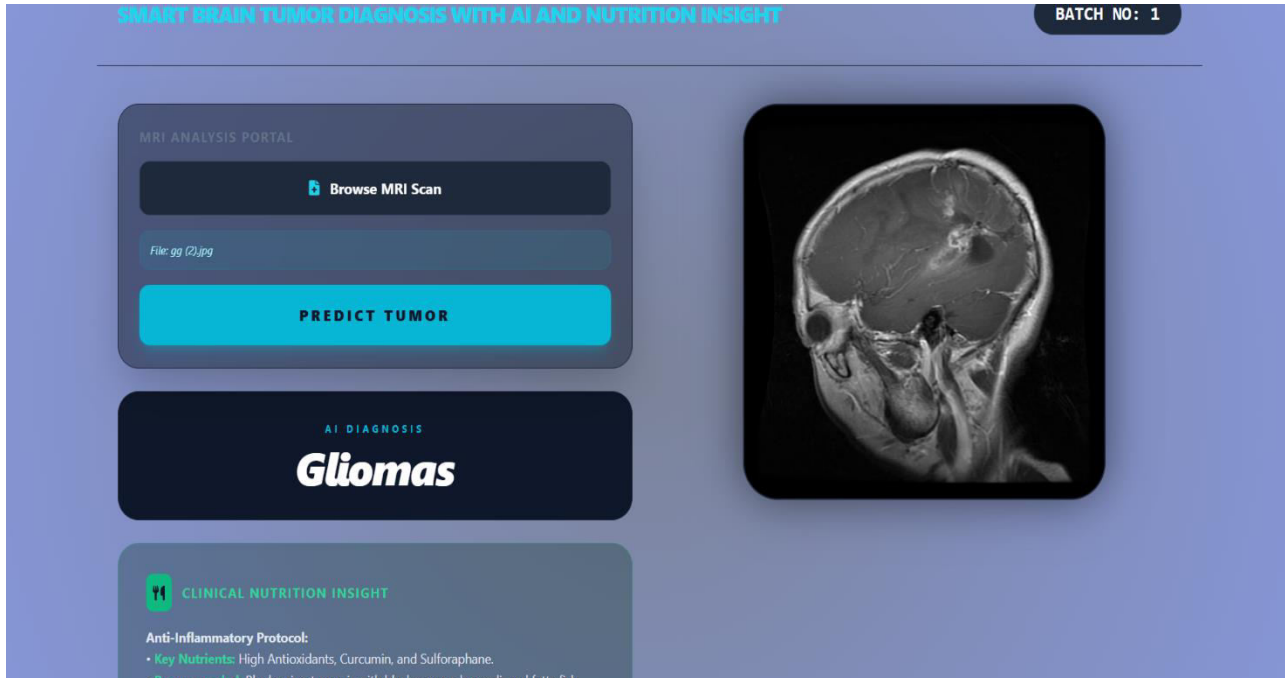 SMART BRAIN TUMOR DIAGNOSIS WITH AI AND NUTRITION INSIGHT
BATCH NO: 1
MRI ANALYSIS PORTAL
Browse MRI Scan
File: gg (2).jpg
PREDICT TUMOR
AI DIAGNOSIS
Gliomas
CLINICAL NUTRITION INSIGHT
Anti-Inflammatory Protocol:
• Key Nutrients: High Antioxidants, Curcumin, and Sulforaphane.